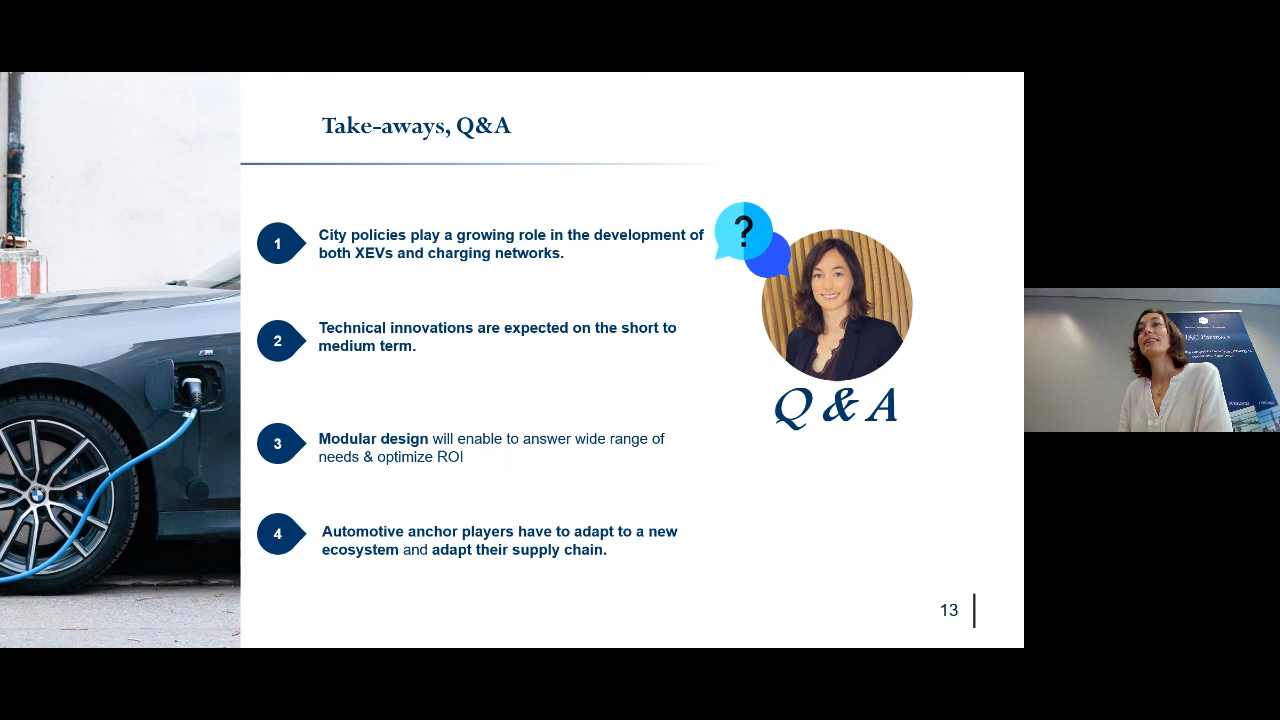 Take-aways, Q&A
1
City policies play a growing role in the development of
both XEVs and charging networks.
2
Technical innovations are expected on the short to
medium term.
3
Modular design will enable to answer wide range of
needs & optimize ROI
4
Automotive anchor players have to adapt to a new
ecosystem and adapt their supply chain.
?
Q & A
13
Partners